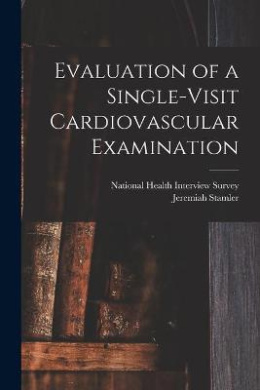 Evaluation of a
Single-Visit
Cardiovascular
Examination
National Health Interview Survey
Jeremiah Stamler